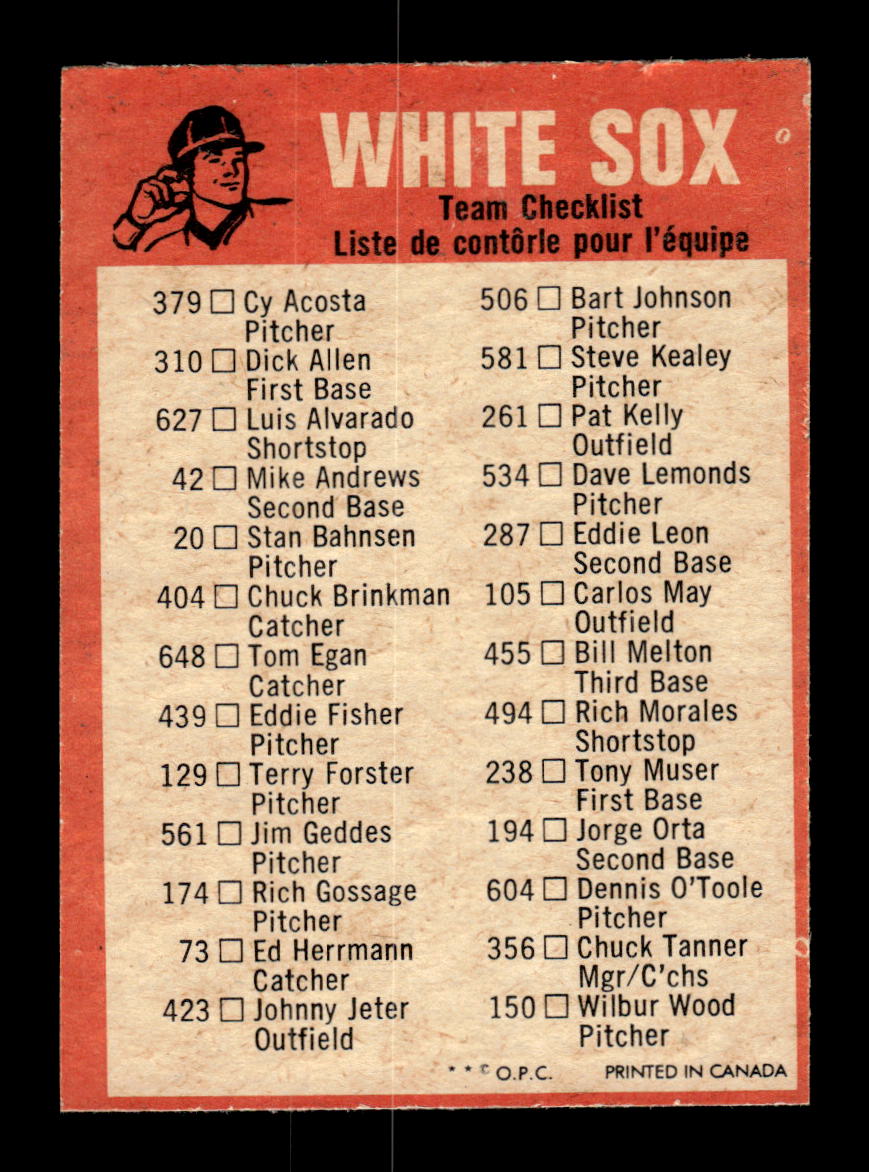 WHITE SOX
Team Checklist
Liste de contôrle pour l'équipe
379 □ Cy Acosta
Pitcher
310 □ Dick Allen
First Base
627 □ Luis Alvarado
Shortstop
42 □ Mike Andrews
Second Base
20 □ Stan Bahnsen
Pitcher
404 □ Chuck Brinkman
Catcher
648 □ Tom Egan
Catcher
439 □ Eddie Fisher
Pitcher
129 □ Terry Forster
Pitcher
561 □ Jim Geddes
Pitcher
174 □ Rich Gossage
Pitcher
73 □ Ed Herrmann
Catcher
423 □ Johnny Jeter
Outfield
506 □ Bart Johnson
Pitcher
581 □ Steve Kealey
Pitcher
261 □ Pat Kelly
Outfield
534 □ Dave Lemonds
Pitcher
287 □ Eddie Leon
Second Base
105 □ Carlos May
Outfield
455 □ Bill Melton
Third Base
494 □ Rich Morales
Shortstop
238 □ Tony Muser
First Base
194 □ Jorge Orta
Second Base
604 □ Dennis O'Toole
Pitcher
356 □ Chuck Tanner
Mgr/C'chs
150 □ Wilbur Wood
Pitcher
* * © O.P.C. PRINTED IN CANADA